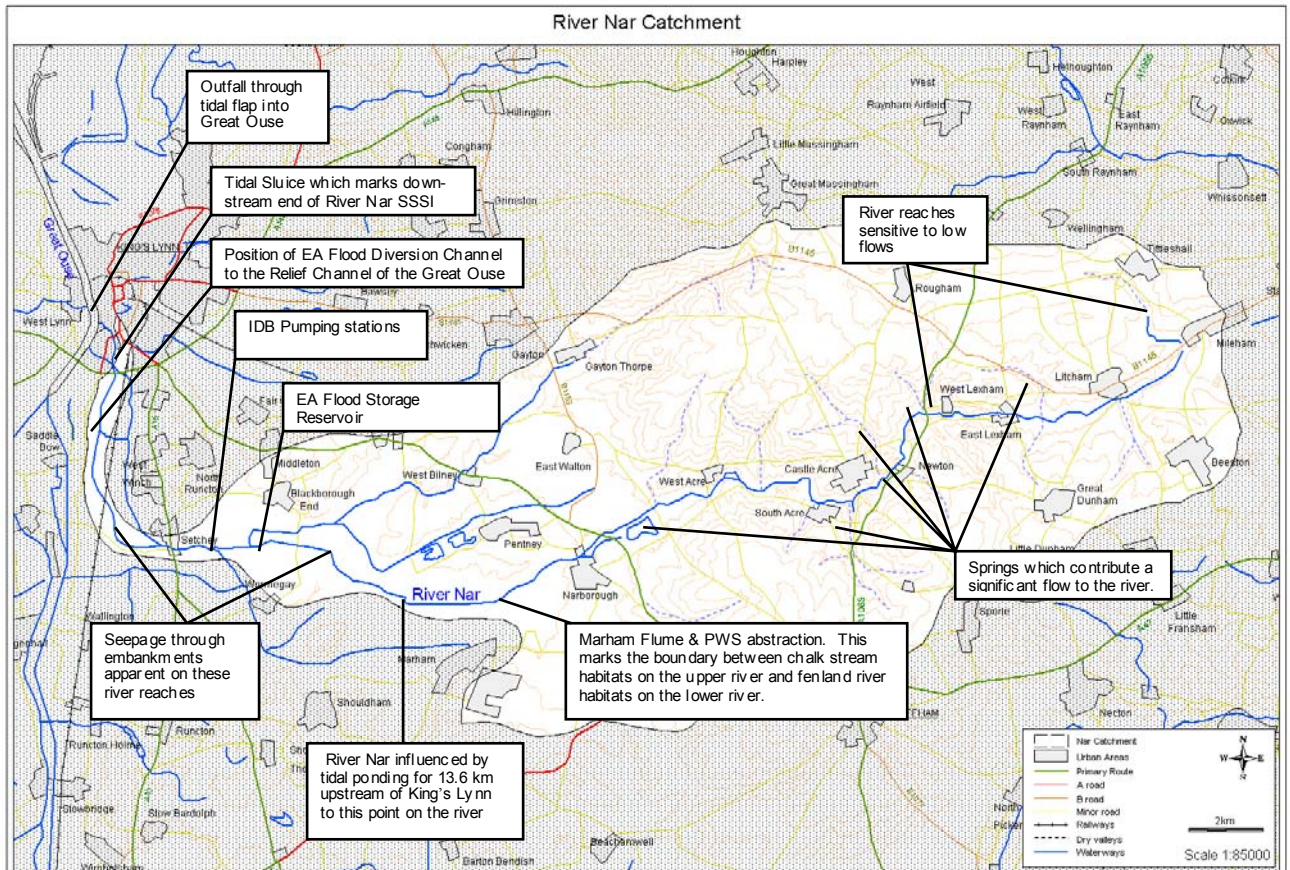 River Nar Catchment
Outfall through
tidal flap into
Great Ouse
Tidal Sluice which marks down-
stream end of River Nar SSSI
Position of EA Flood Diversion Channel
to the Relief Channel of the Great Ouse
IDB Pumping stations
EA Flood Storage
Reservoir
River reaches
sensitive to low
flows
Springs which contribute a
significant flow to the river.
Seepage through
embankments
apparent on these
river reaches
Marham Flume & PWS abstraction. This
marks the boundary between chalk stream
habitats on the upper river and fenland river
habitats on the lower river.
River Nar influenced by
tidal ponding for 13.6 km
upstream of King's Lynn
to this point on the river
Houghton
Harpley
Hillington
Congham
Grimston
Little Massingham
Great Massingham
West
Raynham Airfield
Helhoughton
West
Raynham
East
Raynham
South Raynham
Whissonsett
Wellingham
Tittleshall
A1065
B1145
Rougham
Mileham
B1145
Litcham
West Lexham
East Lexham
Beeston
Great
Dunham
Little Dunham
Newton
Castle Acre
West Acre
South Acre
Gayton
Gayton Thorpe
East Walton
West Bilney
Pentney
Narborough
River Nar
Great Ouse
KING'S LYNN
West Lynn
Saddle
Bow
West
Winch
North
Runcton
Middleton
Blackborough
End
Setchey
Wormegay
Wallington
Marham
Shouldham
Runcton Holme
Runcton
Stowbridge
Stow Bardolph
Barton Bendish
Beachamwell
Sporle
Little
Fransham
Necton
A1065
A47
A10
Nar Catchment
Urban Areas
Primary Route
A road
B road
Minor road
Railways
Dry valleys
Waterways
N
W
E
S
2km
Scale 1:85000